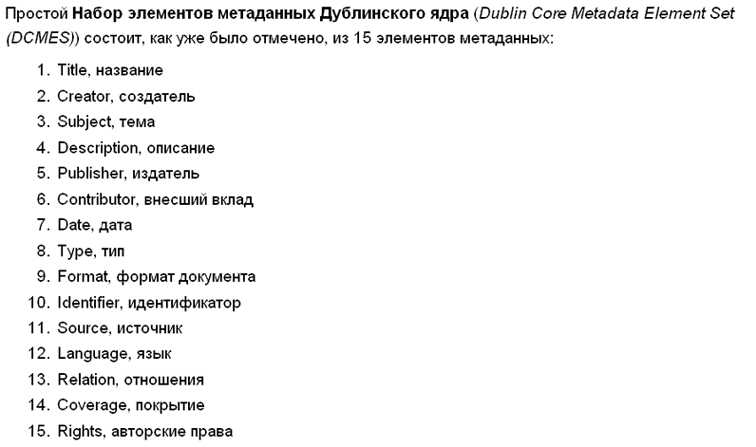 Простой Набор элементов метаданных Дублинского ядра (Dublin Core Metadata Element Set
(DCMES)) состоит, как уже было отмечено, из 15 элементов метаданных:
1. Title, название
2. Creator, создатель
3. Subject, тема
4. Description, описание
5. Publisher, издатель
6. Contributor, внесший вклад
7. Date, дата
8. Type, тип
9. Format, формат документа
10. Identifier, идентификатор
11. Source, источник
12. Language, язык
13. Relation, отношения
14. Coverage, покрытие
15. Rights, авторские права